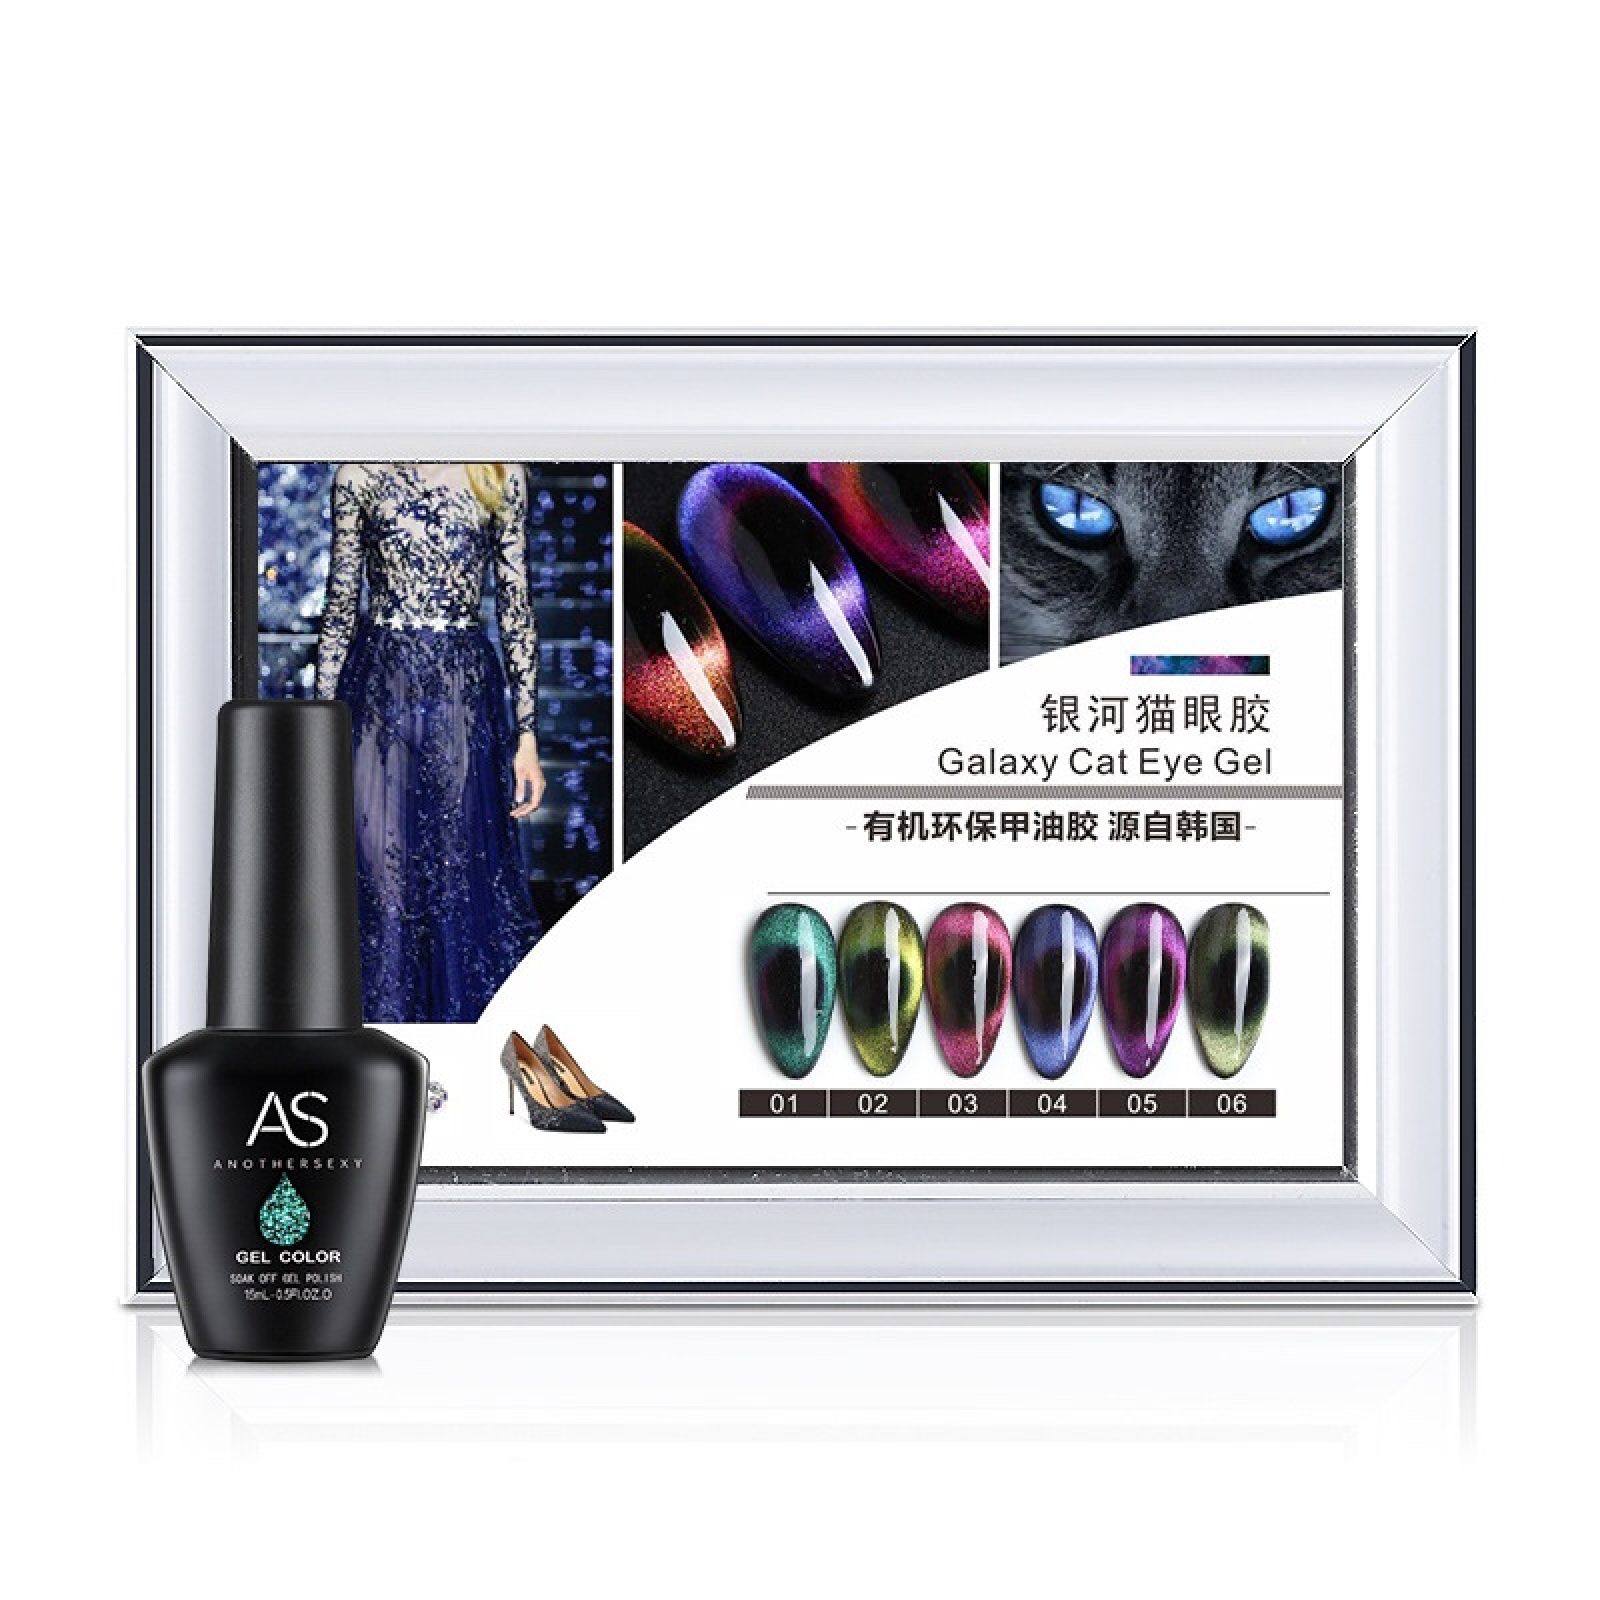 银河猫眼胶
Galaxy Cat Eye Gel
-有机环保甲油胶 源自韩国-
01 02 03 04 05 06
AS
ANOTHERSEXY
GEL COLOR
SOAK OFF GEL POLISH
15mL-0.5Fl.OZ.O